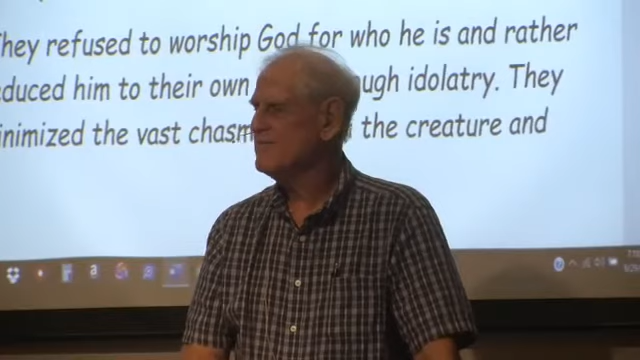 They refused to worship God for who he is and rather
educed him to their own ugh idolatry. They
inimized the vast chasm the creature and